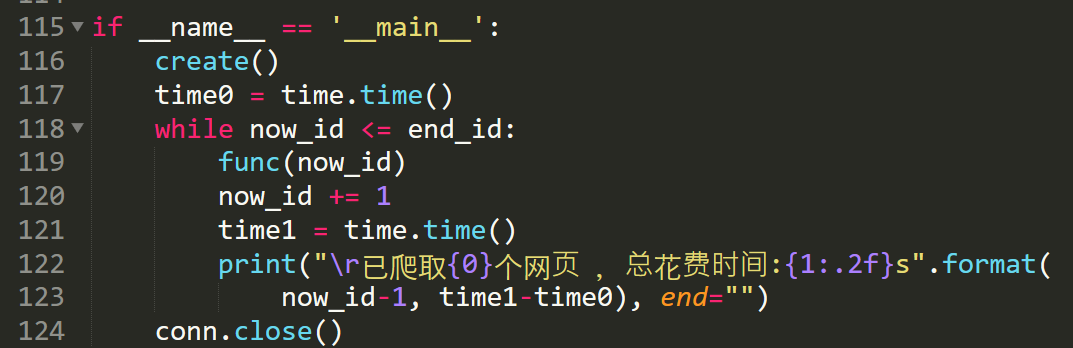 115 if __name__ == '__main__':
116     create()
117     time0 = time.time()
118     while now_id <= end_id:
119         func(now_id)
120         now_id += 1
121         time1 = time.time()
122         print("\r已爬取{0}个网页 , 总花费时间:{1:.2f}s".format(
123             now_id-1, time1-time0), end="")
124     conn.close()